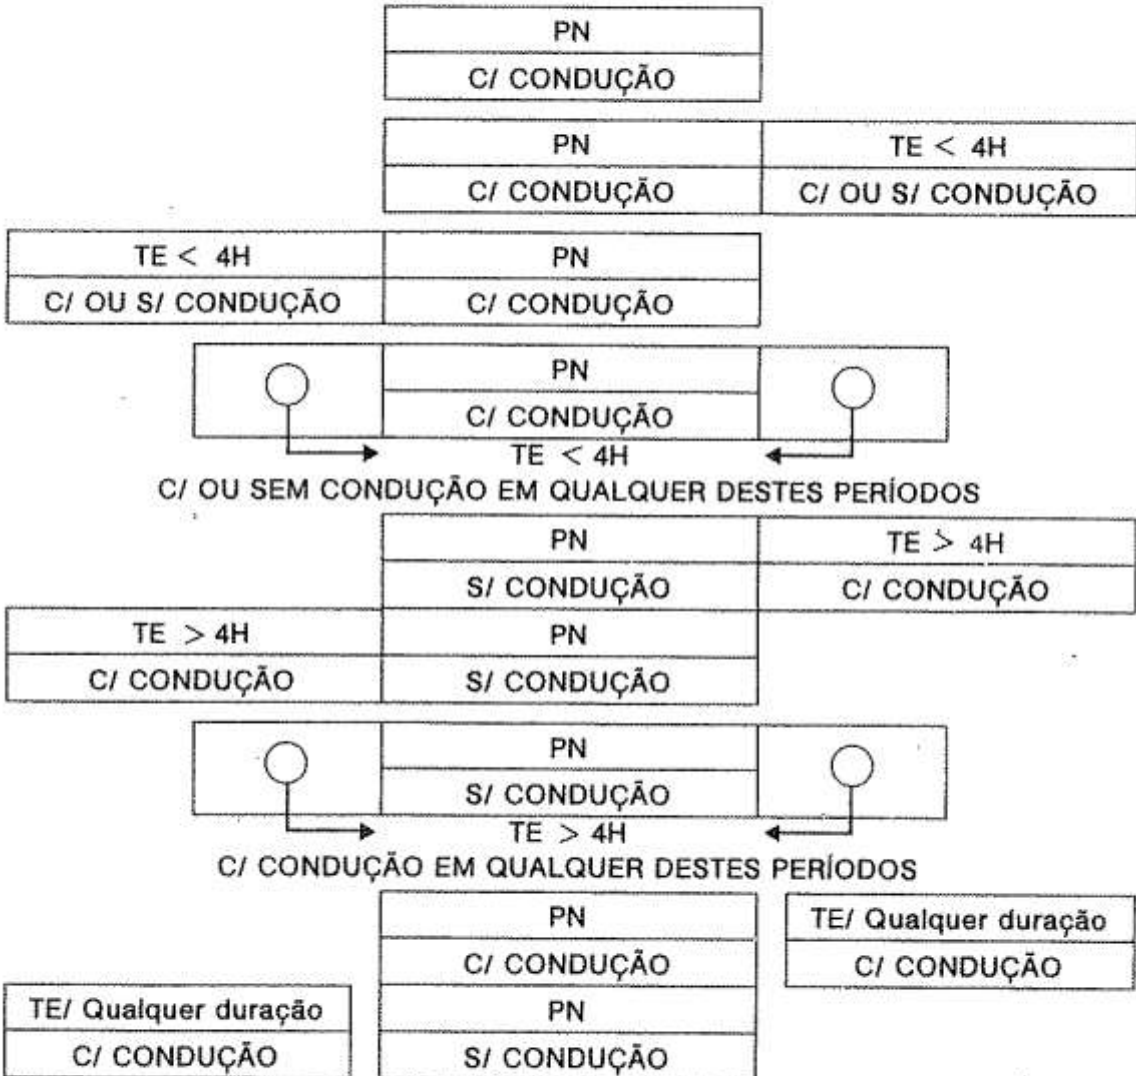 PN
C/ CONDUÇÃO
PN TE < 4H
C/ CONDUÇÃO C/ OU S/ CONDUÇÃO
TE < 4H PN
C/ OU S/ CONDUÇÃO C/ CONDUÇÃO
PN
C/ CONDUÇÃO
TE < 4H
C/ OU SEM CONDUÇÃO EM QUALQUER DESTES PERÍODOS
PN TE > 4H
S/ CONDUÇÃO C/ CONDUÇÃO
TE > 4H PN
C/ CONDUÇÃO S/ CONDUÇÃO
PN
S/ CONDUÇÃO
TE > 4H
C/ CONDUÇÃO EM QUALQUER DESTES PERÍODOS
PN TE/ Qualquer duração
C/ CONDUÇÃO C/ CONDUÇÃO
TE/ Qualquer duração PN
C/ CONDUÇÃO S/ CONDUÇÃO